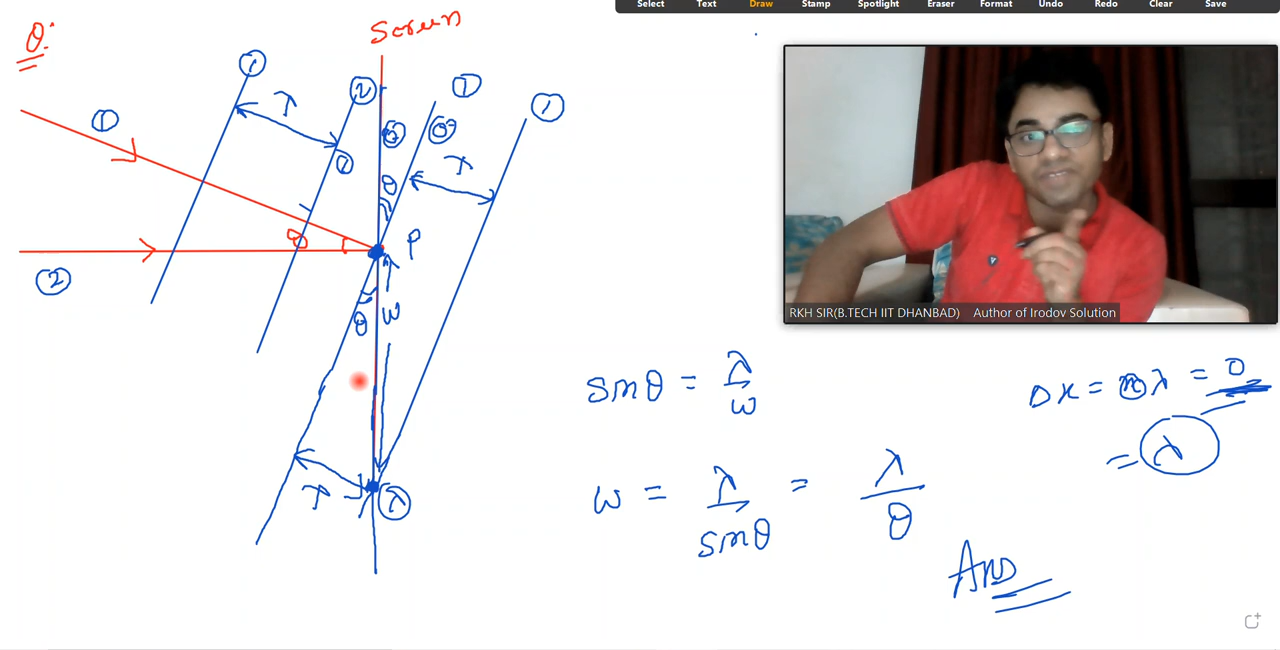 Select Text Draw Stamp Spotlight Eraser Format Undo Redo Clear Save
Screen
θ:
① ② ① ①
λ
① θ θ
② λ
θ
θ P
②
θ W
RKH SIR(B.TECH IIT DHANBAD) Author of Irodov Solution
sinθ = λ/w
Δx = nλ = 0
= λ
λ λ
w = λ/sinθ = λ/θ
Ans